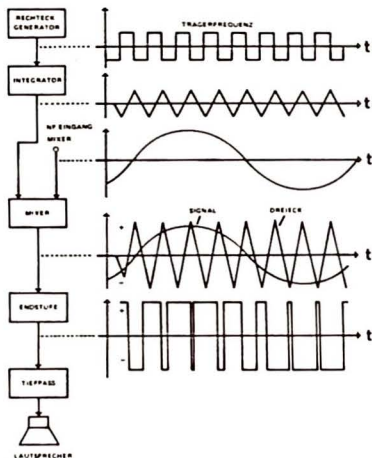 RECHTECK
GENERATOR
TRÄGERFREQUENZ
t
INTEGRATOR
t
NF EINGANG
MIXER
t
MIXER
SIGNAL
DREIECK
+
-
t
ENDSTUFE
+
-
t
TIEFPASS
LAUTSPRECHER